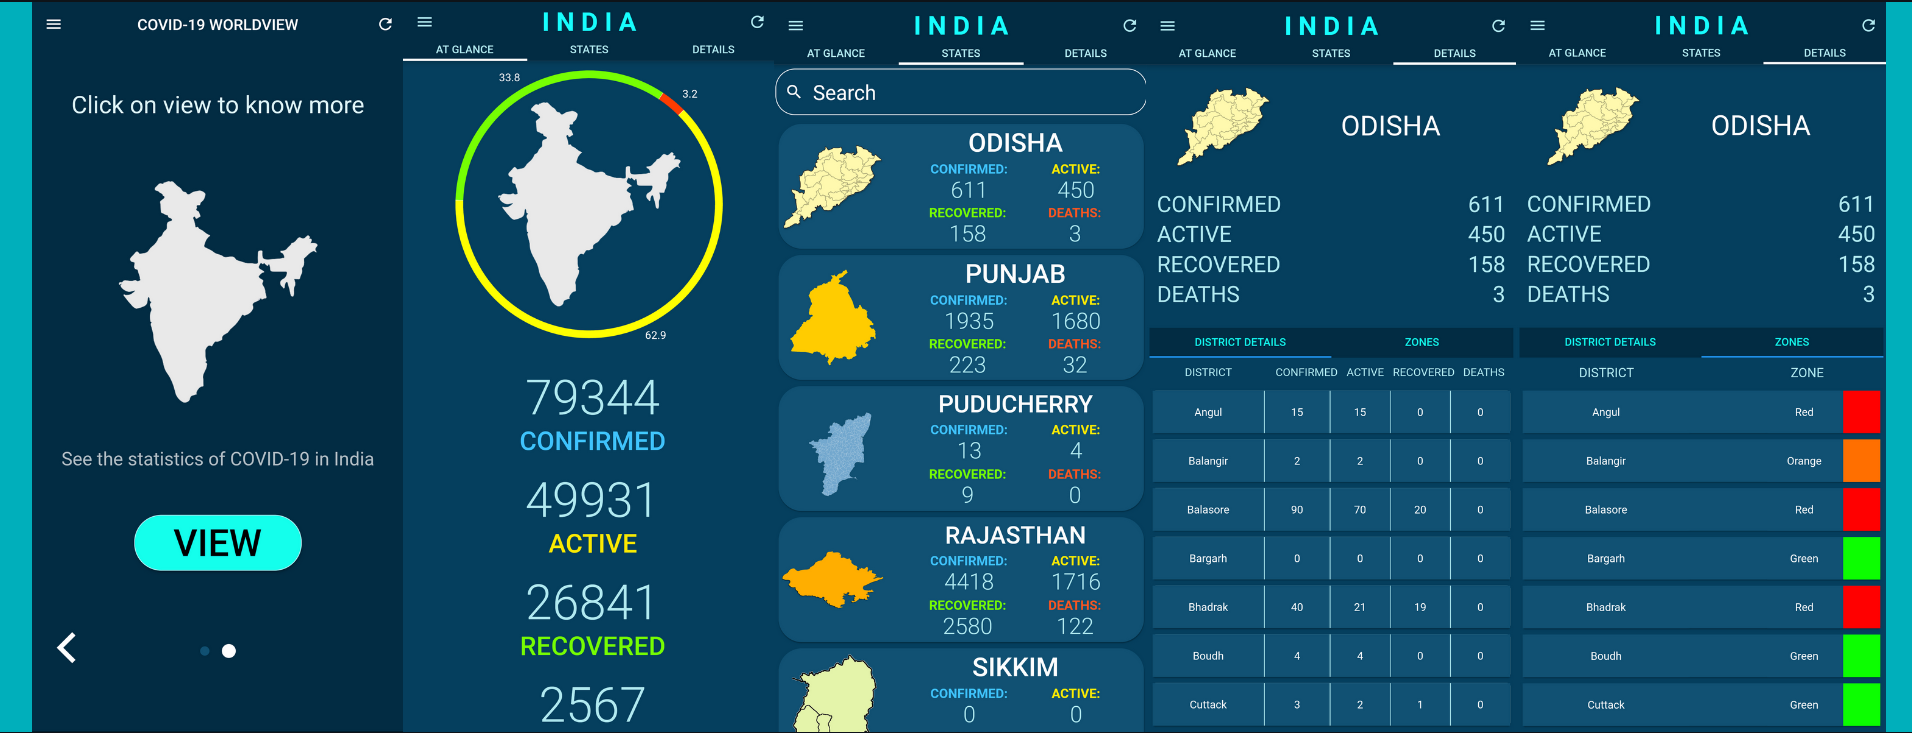 COVID-19 WORLDVIEW
Click on view to know more
See the statistics of COVID-19 in India
VIEW
INDIA
AT GLANCE STATES DETAILS
33.8
3.2
62.9
79344
CONFIRMED
49931
ACTIVE
26841
RECOVERED
2567
INDIA
AT GLANCE STATES DETAILS
Search
ODISHA
CONFIRMED: ACTIVE:
611 450
RECOVERED: DEATHS:
158 3
PUNJAB
CONFIRMED: ACTIVE:
1935 1680
RECOVERED: DEATHS:
223 32
PUDUCHERRY
CONFIRMED: ACTIVE:
13 4
RECOVERED: DEATHS:
9 0
RAJASTHAN
CONFIRMED: ACTIVE:
4418 1716
RECOVERED: DEATHS:
2580 122
SIKKIM
CONFIRMED: ACTIVE:
0 0
INDIA
AT GLANCE STATES DETAILS
ODISHA
CONFIRMED 611
ACTIVE 450
RECOVERED 158
DEATHS 3
DISTRICT DETAILS ZONES
DISTRICT CONFIRMED ACTIVE RECOVERED DEATHS
Angul 15 15 0 0
Balangir 2 2 0 0
Balasore 90 70 20 0
Bargarh 0 0 0 0
Bhadrak 40 21 19 0
Boudh 4 4 0 0
Cuttack 3 2 1 0
INDIA
AT GLANCE STATES DETAILS
ODISHA
CONFIRMED 611
ACTIVE 450
RECOVERED 158
DEATHS 3
DISTRICT DETAILS ZONES
DISTRICT ZONE
Angul Red
Balangir Orange
Balasore Red
Bargarh Green
Bhadrak Red
Boudh Green
Cuttack Green